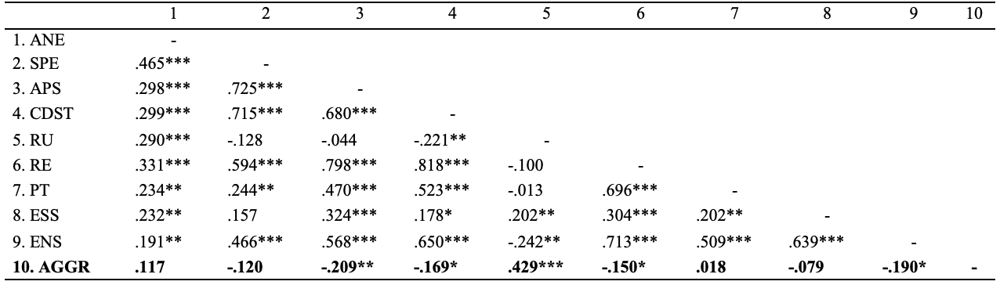 1 2 3 4 5 6 7 8 9 10
1. ANE -
2. SPE .465*** -
3. APS .298*** .725*** -
4. CDST .299*** .715*** .680*** -
5. RU .290*** -.128 -.044 -.221** -
6. RE .331*** .594*** .798*** .818*** -.100 -
7. PT .234** .244** .470*** .523*** -.013 .696*** -
8. ESS .232** .157 .324*** .178* .202** .304*** .202** -
9. ENS .191** .466*** .568*** .650*** -.242** .713*** .509*** .639*** -
10. AGGR .117 -.120 -.209** -.169* .429*** -.150* .018 -.079 -.190* -